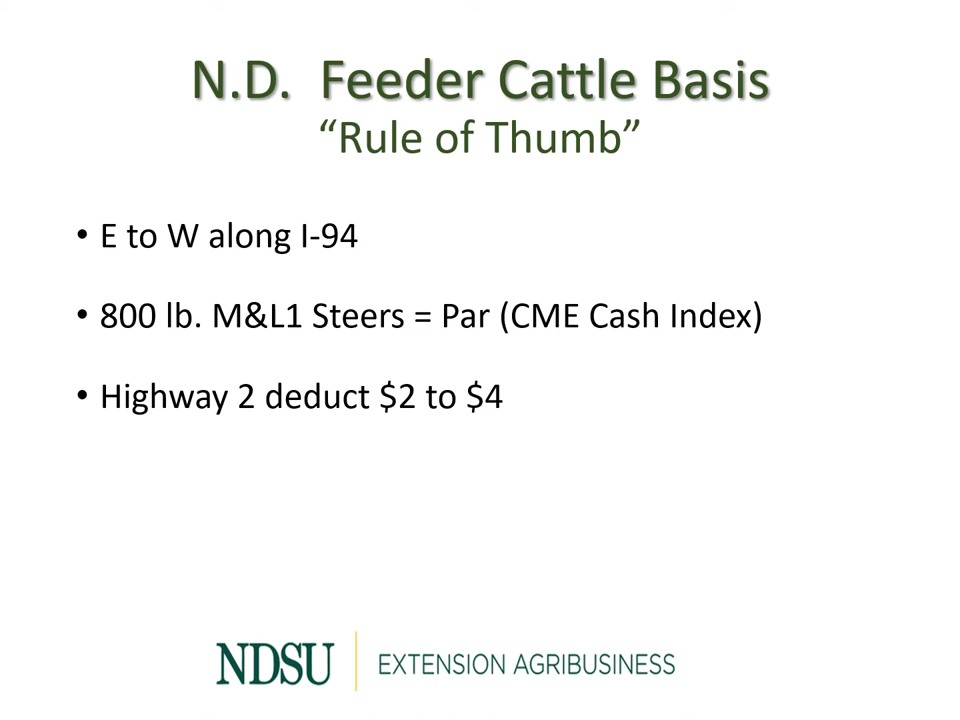 N.D.  Feeder Cattle Basis
“Rule of Thumb”
• E to W along I-94
• 800 lb. M&L1 Steers = Par (CME Cash Index)
• Highway 2 deduct $2 to $4
NDSU EXTENSION AGRIBUSINESS